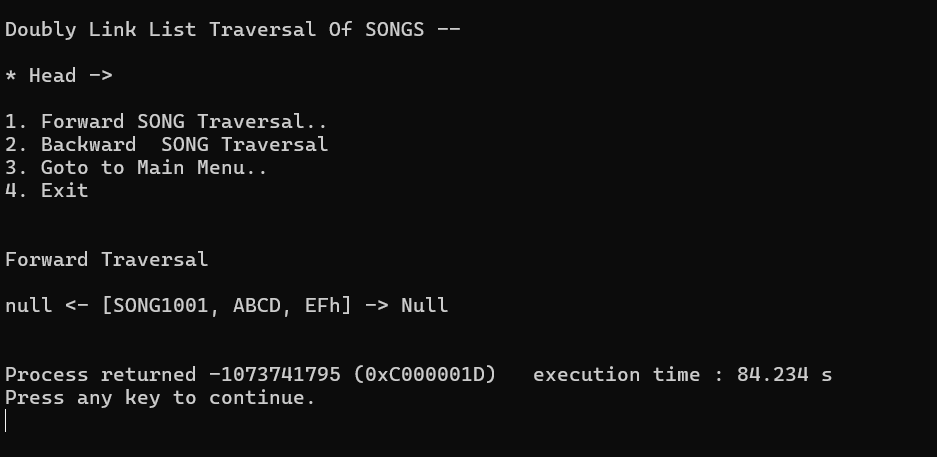 Doubly Link List Traversal Of SONGS --
* Head ->
1. Forward SONG Traversal..
2. Backward  SONG Traversal
3. Goto to Main Menu..
4. Exit
Forward Traversal
null <- [SONG1001, ABCD, EFh] -> Null
Process returned -1073741795 (0xC000001D)   execution time : 84.234 s
Press any key to continue.